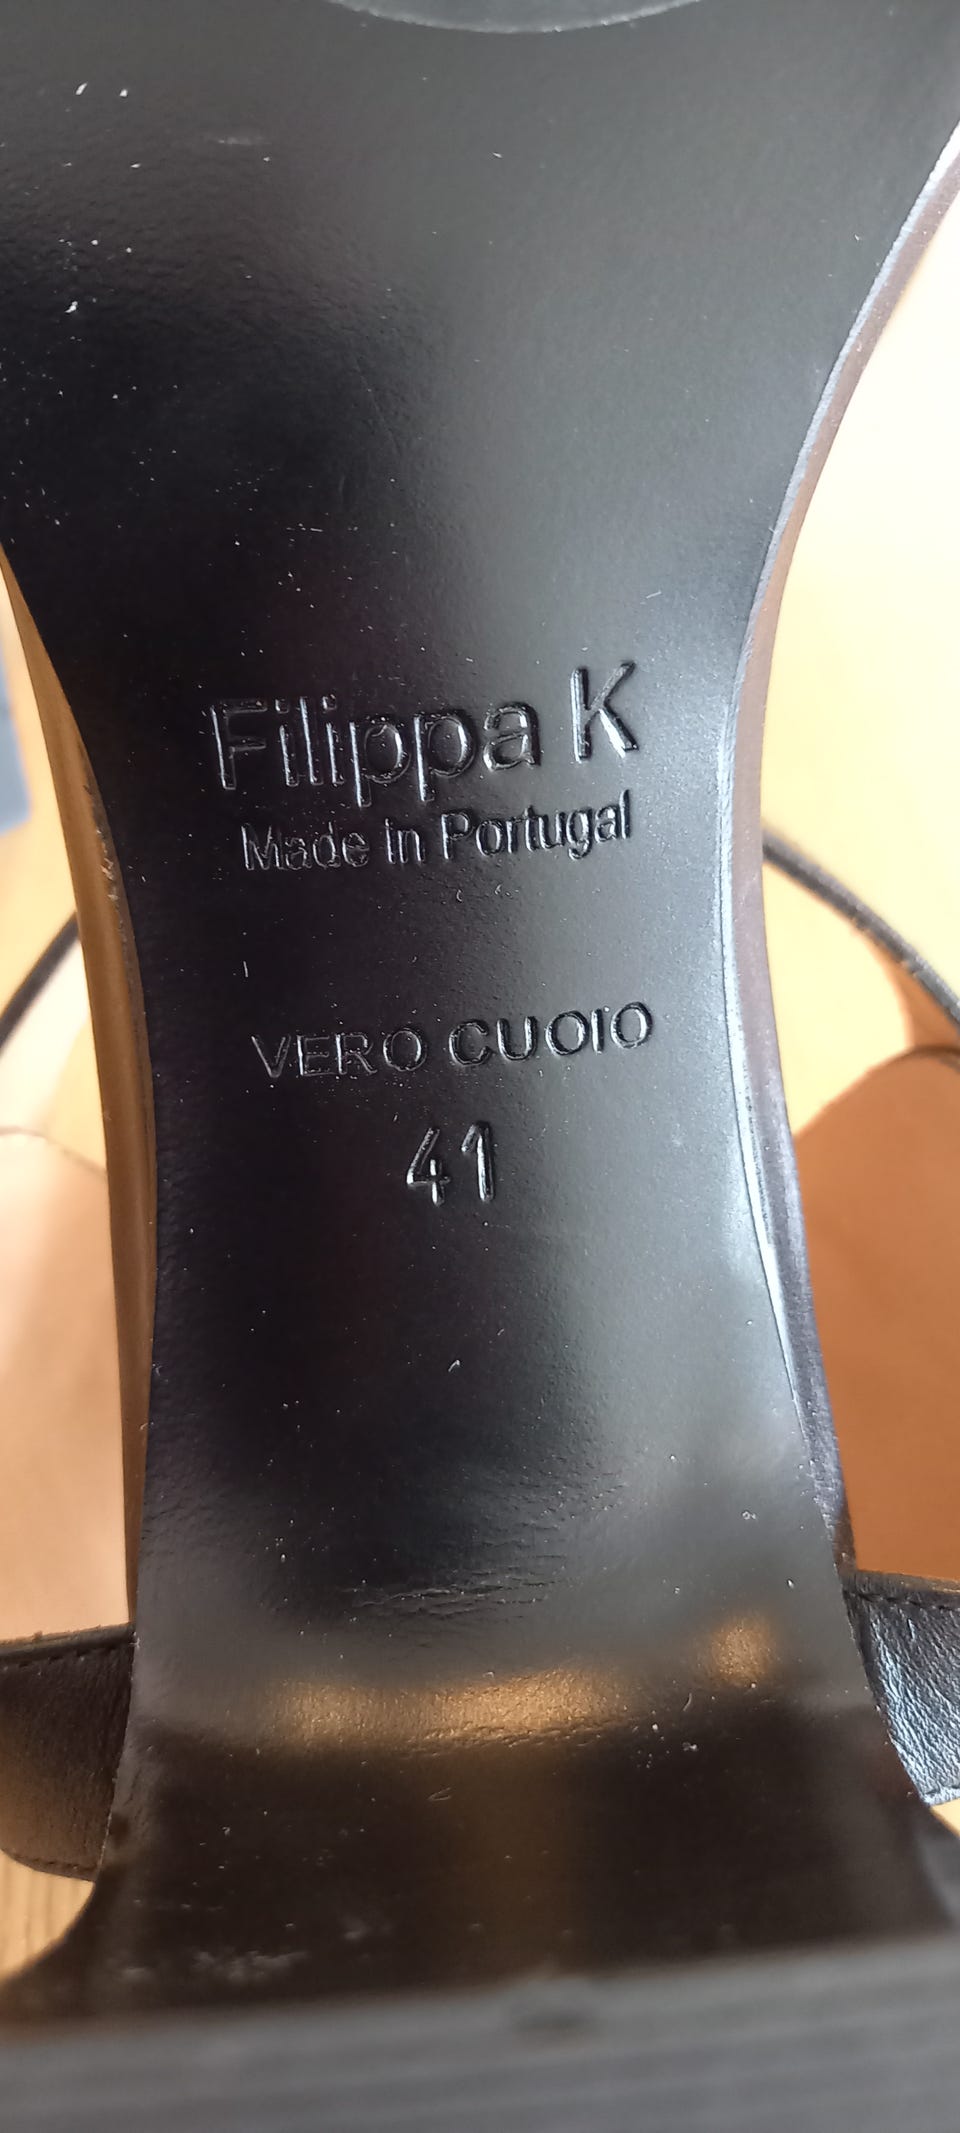 Filippa K
Made in Portugal
VERO CUOIO
41